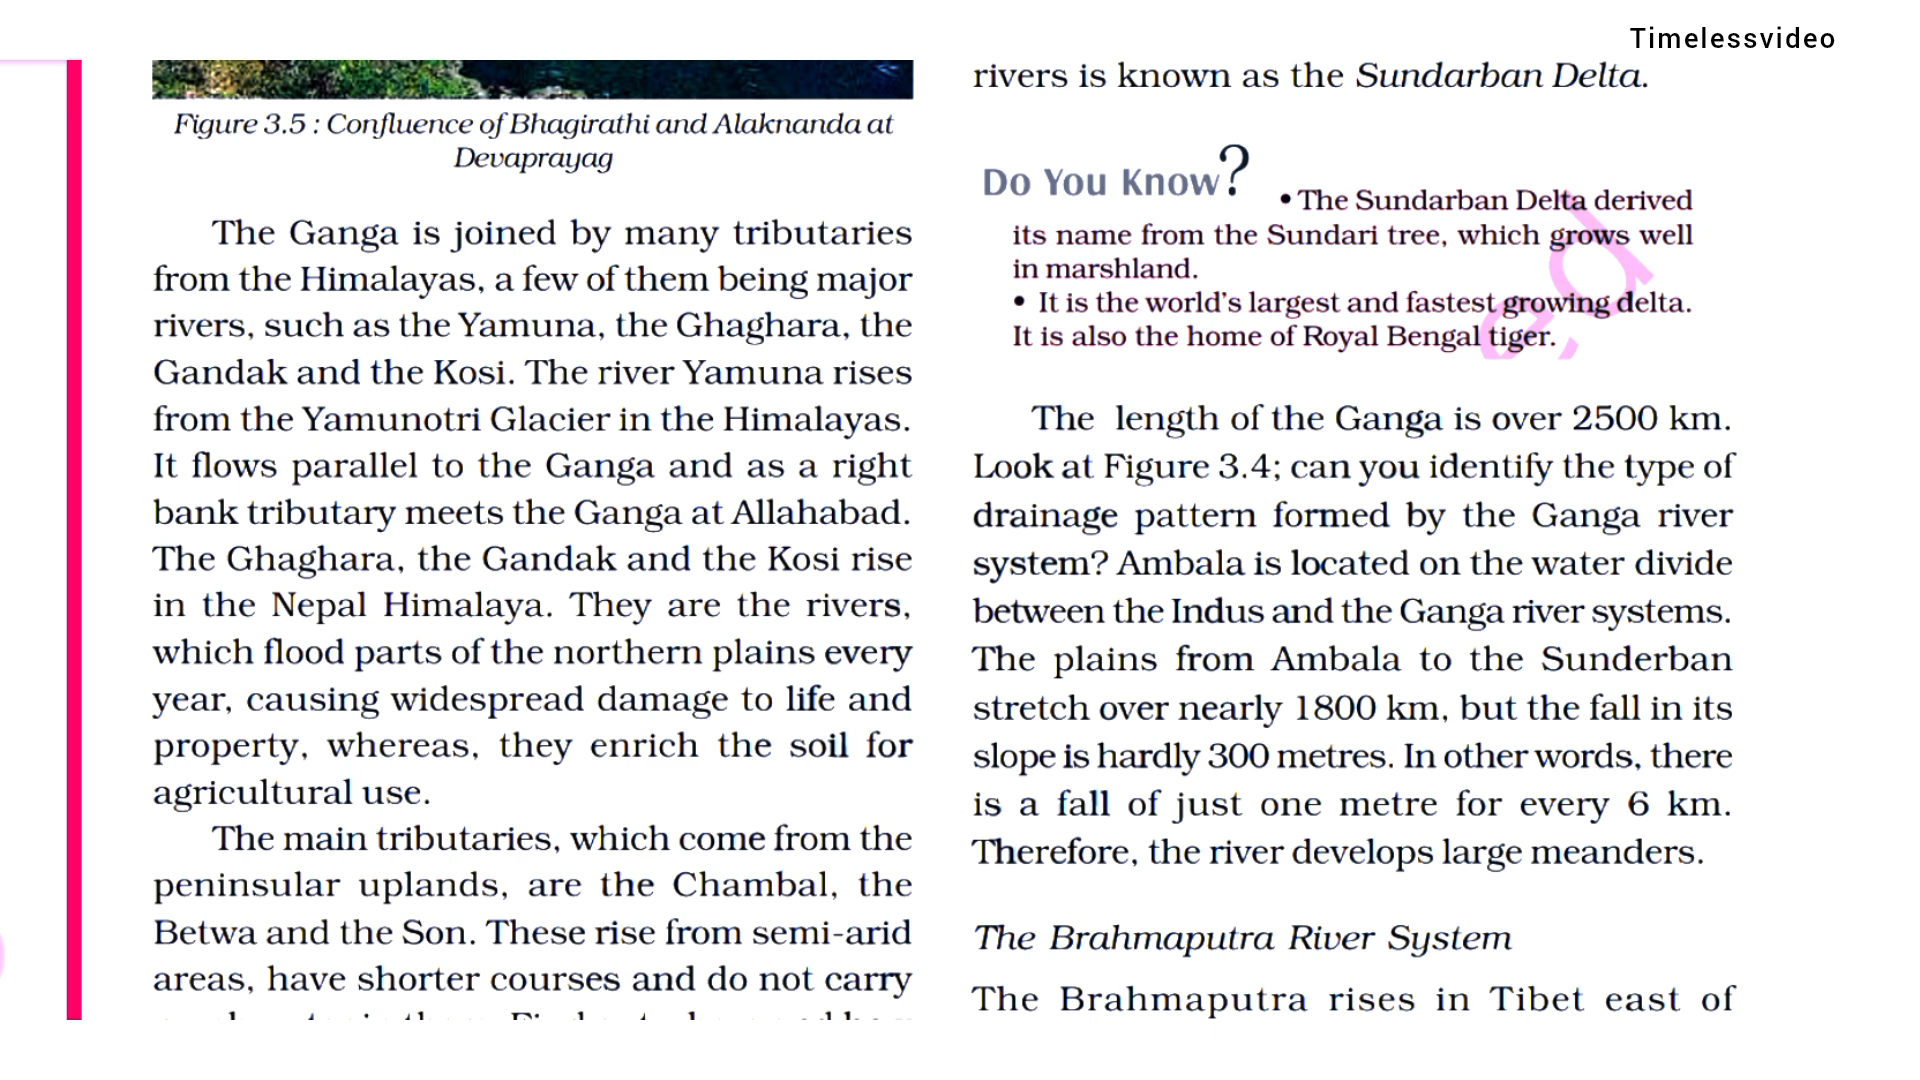 Timelessvideo
Figure 3.5 : Confluence of Bhagirathi and Alaknanda at
Devaprayag
The Ganga is joined by many tributaries
from the Himalayas, a few of them being major
rivers, such as the Yamuna, the Ghaghara, the
Gandak and the Kosi. The river Yamuna rises
from the Yamunotri Glacier in the Himalayas.
It flows parallel to the Ganga and as a right
bank tributary meets the Ganga at Allahabad.
The Ghaghara, the Gandak and the Kosi rise
in the Nepal Himalaya. They are the rivers,
which flood parts of the northern plains every
year, causing widespread damage to life and
property, whereas, they enrich the soil for
agricultural use.
The main tributaries, which come from the
peninsular uplands, are the Chambal, the
Betwa and the Son. These rise from semi-arid
areas, have shorter courses and do not carry
rivers is known as the Sundarban Delta.
Do You Know?
• The Sundarban Delta derived
its name from the Sundari tree, which grows well
in marshland.
• It is the world's largest and fastest growing delta.
It is also the home of Royal Bengal tiger.
The length of the Ganga is over 2500 km.
Look at Figure 3.4; can you identify the type of
drainage pattern formed by the Ganga river
system? Ambala is located on the water divide
between the Indus and the Ganga river systems.
The plains from Ambala to the Sunderban
stretch over nearly 1800 km, but the fall in its
slope is hardly 300 metres. In other words, there
is a fall of just one metre for every 6 km.
Therefore, the river develops large meanders.
The Brahmaputra River System
The Brahmaputra rises in Tibet east of